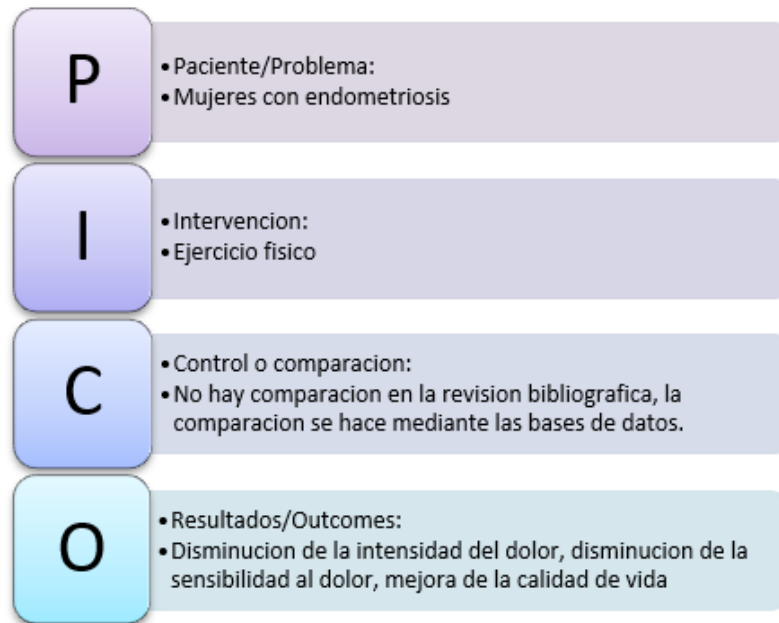 P
• Paciente/Problema:
• Mujeres con endometriosis
I
• Intervencion:
• Ejercicio fisico
C
• Control o comparacion:
• No hay comparacion en la revision bibliografica, la
comparacion se hace mediante las bases de datos.
O
• Resultados/Outcomes:
• Disminucion de la intensidad del dolor, disminucion de la
sensibilidad al dolor, mejora de la calidad de vida